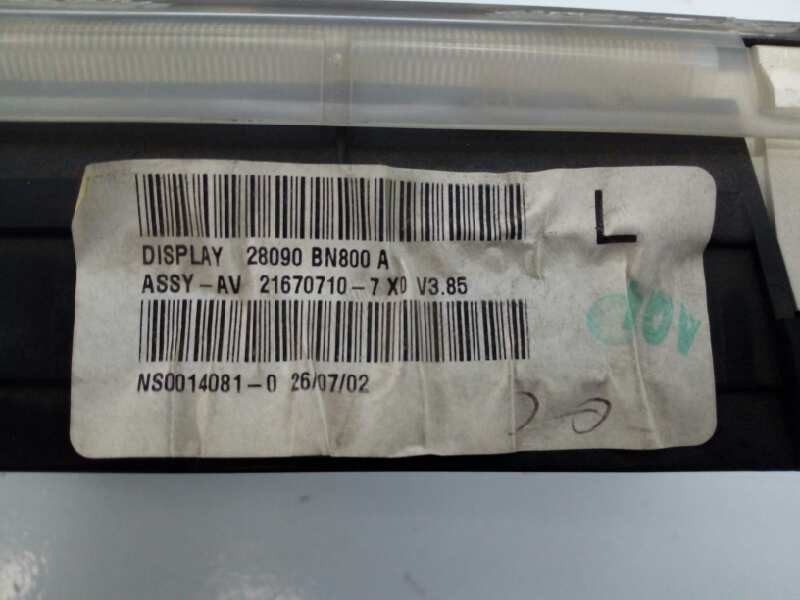 L
DISPLAY 28090 BN800 A
ASSY-AV 21670710-7 X0 V3.85
NS0014081-0 26/07/02